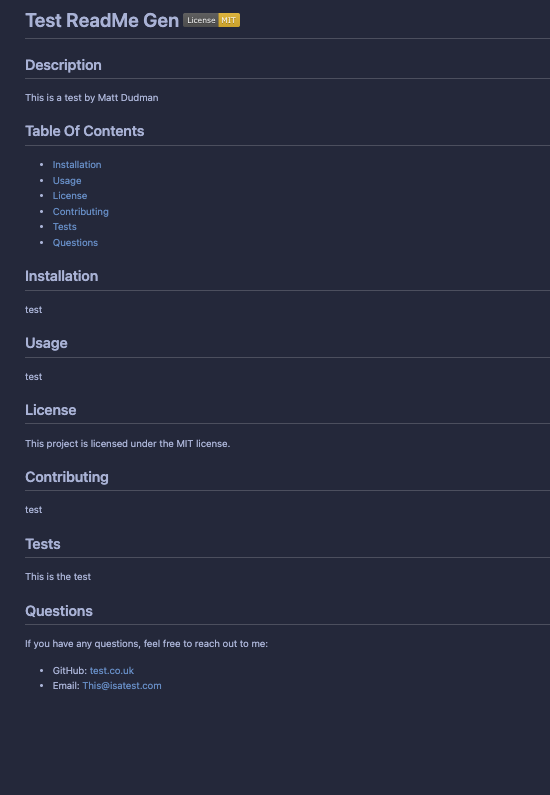 Test ReadMe Gen License MIT
Description
This is a test by Matt Dudman
Table Of Contents
• Installation
• Usage
• License
• Contributing
• Tests
• Questions
Installation
test
Usage
test
License
This project is licensed under the MIT license.
Contributing
test
Tests
This is the test
Questions
If you have any questions, feel free to reach out to me:
• GitHub: test.co.uk
• Email: This@isatest.com